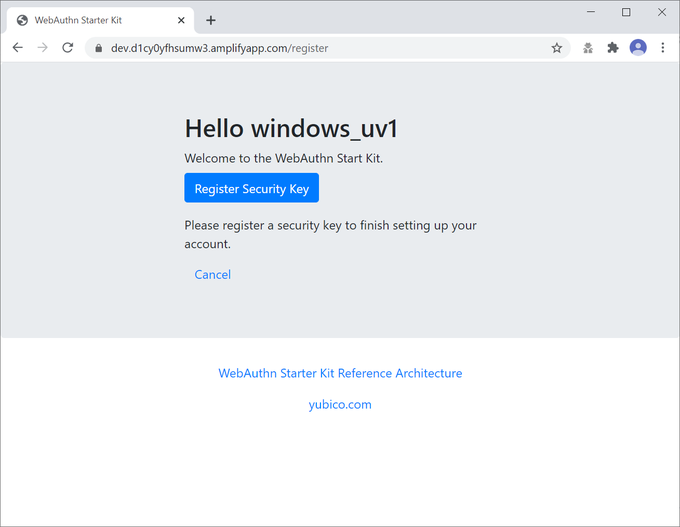 WebAuthn Starter Kit
dev.d1cy0yfhsumw3.amplifyapp.com/register
Hello windows_uv1
Welcome to the WebAuthn Start Kit.
Register Security Key
Please register a security key to finish setting up your
account.
Cancel
WebAuthn Starter Kit Reference Architecture
yubico.com